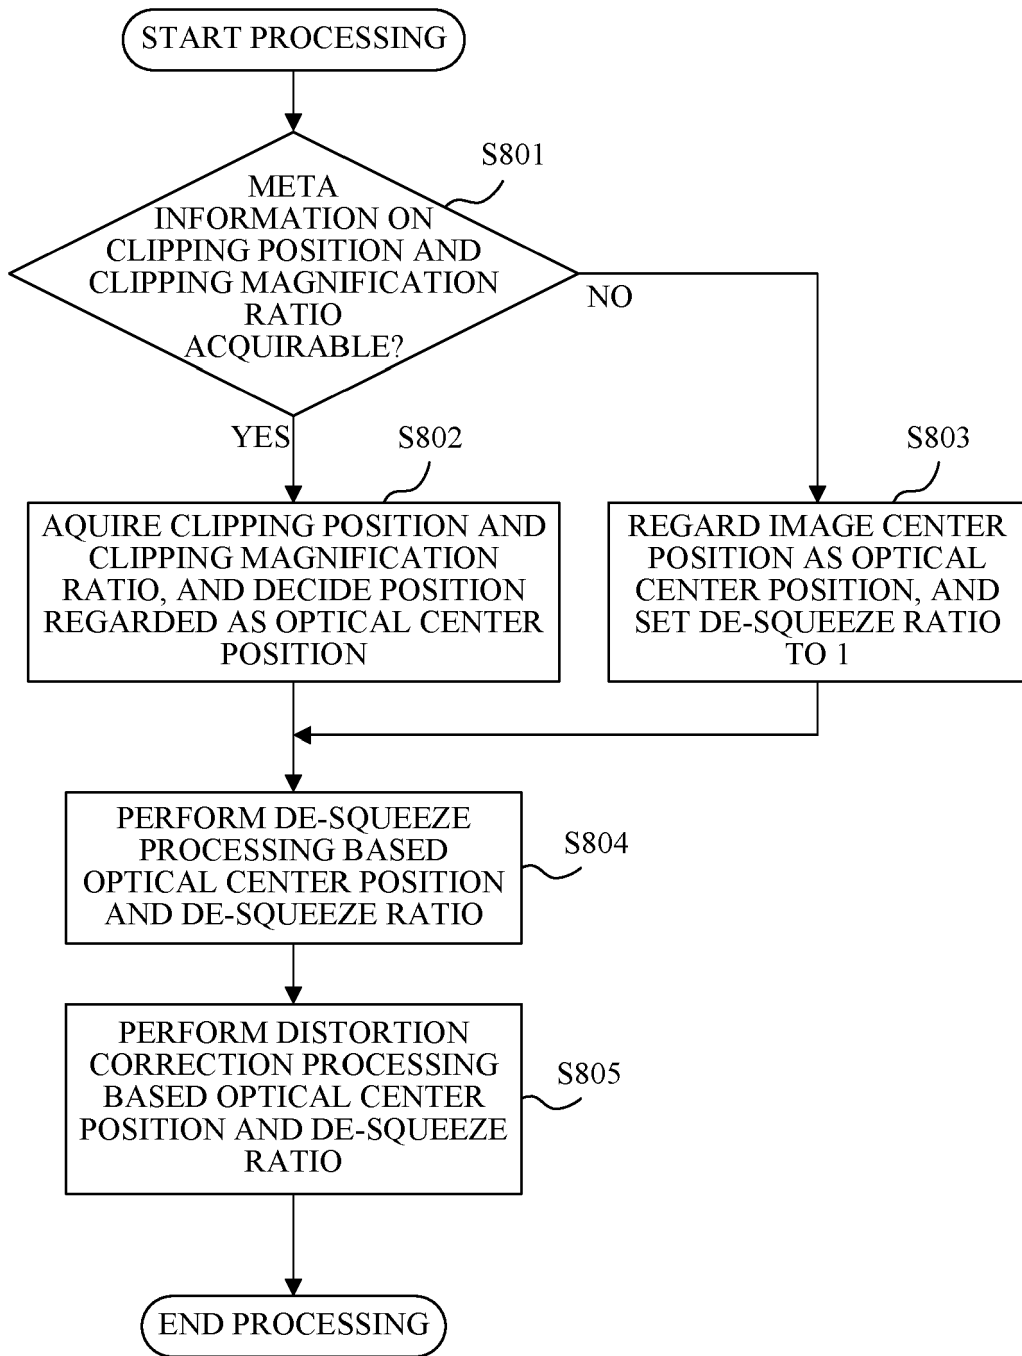 START PROCESSING
S801
META
INFORMATION ON
CLIPPING POSITION AND
CLIPPING MAGNIFICATION
RATIO
ACQUIRABLE?
NO
YES
S802
AQUIRE CLIPPING POSITION AND
CLIPPING MAGNIFICATION
RATIO, AND DECIDE POSITION
REGARDED AS OPTICAL CENTER
POSITION
S803
REGARD IMAGE CENTER
POSITION AS OPTICAL
CENTER POSITION, AND
SET DE-SQUEEZE RATIO
TO 1
PERFORM DE-SQUEEZE
PROCESSING BASED
OPTICAL CENTER POSITION
AND DE-SQUEEZE RATIO
S804
PERFORM DISTORTION
CORRECTION PROCESSING
BASED OPTICAL CENTER
POSITION AND DE-SQUEEZE
RATIO
S805
END PROCESSING